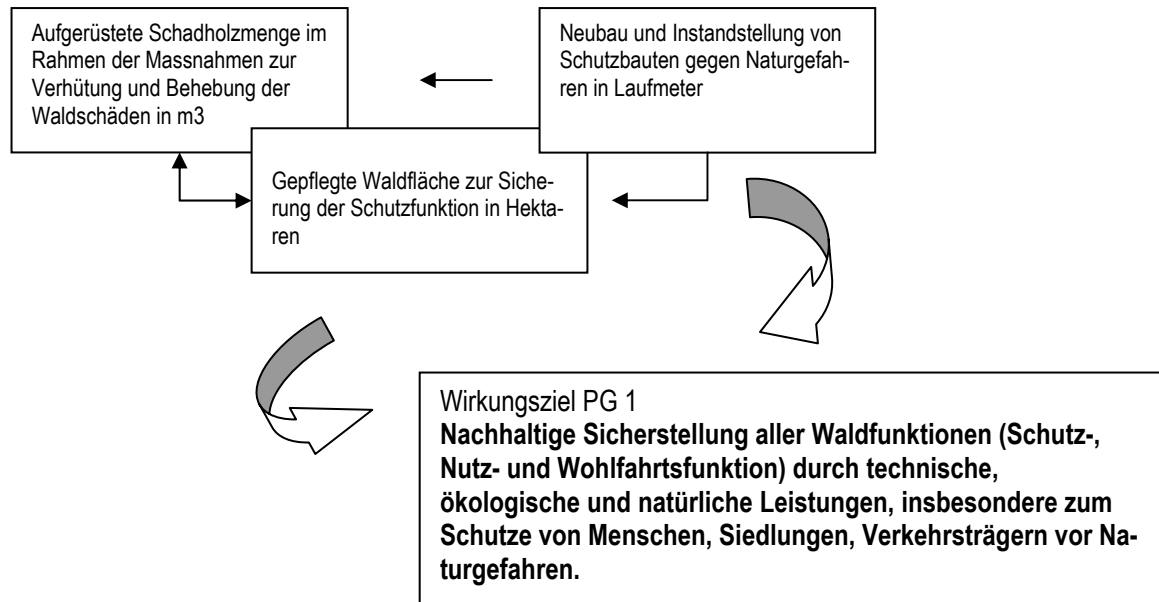 Aufgerüstete Schadholzmenge im
Rahmen der Massnahmen zur
Verhütung und Behebung der
Waldschäden in m3
Neubau und Instandstellung von
Schutzbauten gegen Naturgefah-
ren in Laufmeter
Gepflegte Waldfläche zur Siche-
rung der Schutzfunktion in Hekta-
ren
Wirkungsziel PG 1
Nachhaltige Sicherstellung aller Waldfunktionen (Schutz-,
Nutz- und Wohlfahrtsfunktion) durch technische,
ökologische und natürliche Leistungen, insbesondere zum
Schutze von Menschen, Siedlungen, Verkehrsträgern vor Na-
turgefahren.